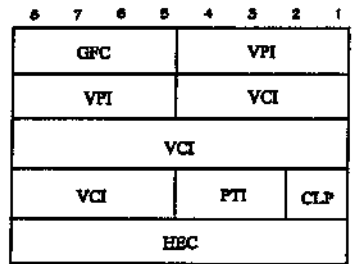 8 7 6 5 4 3 2 1
GFC VPI
VPI VCI
VCI
VCI PTI CLP
HEC